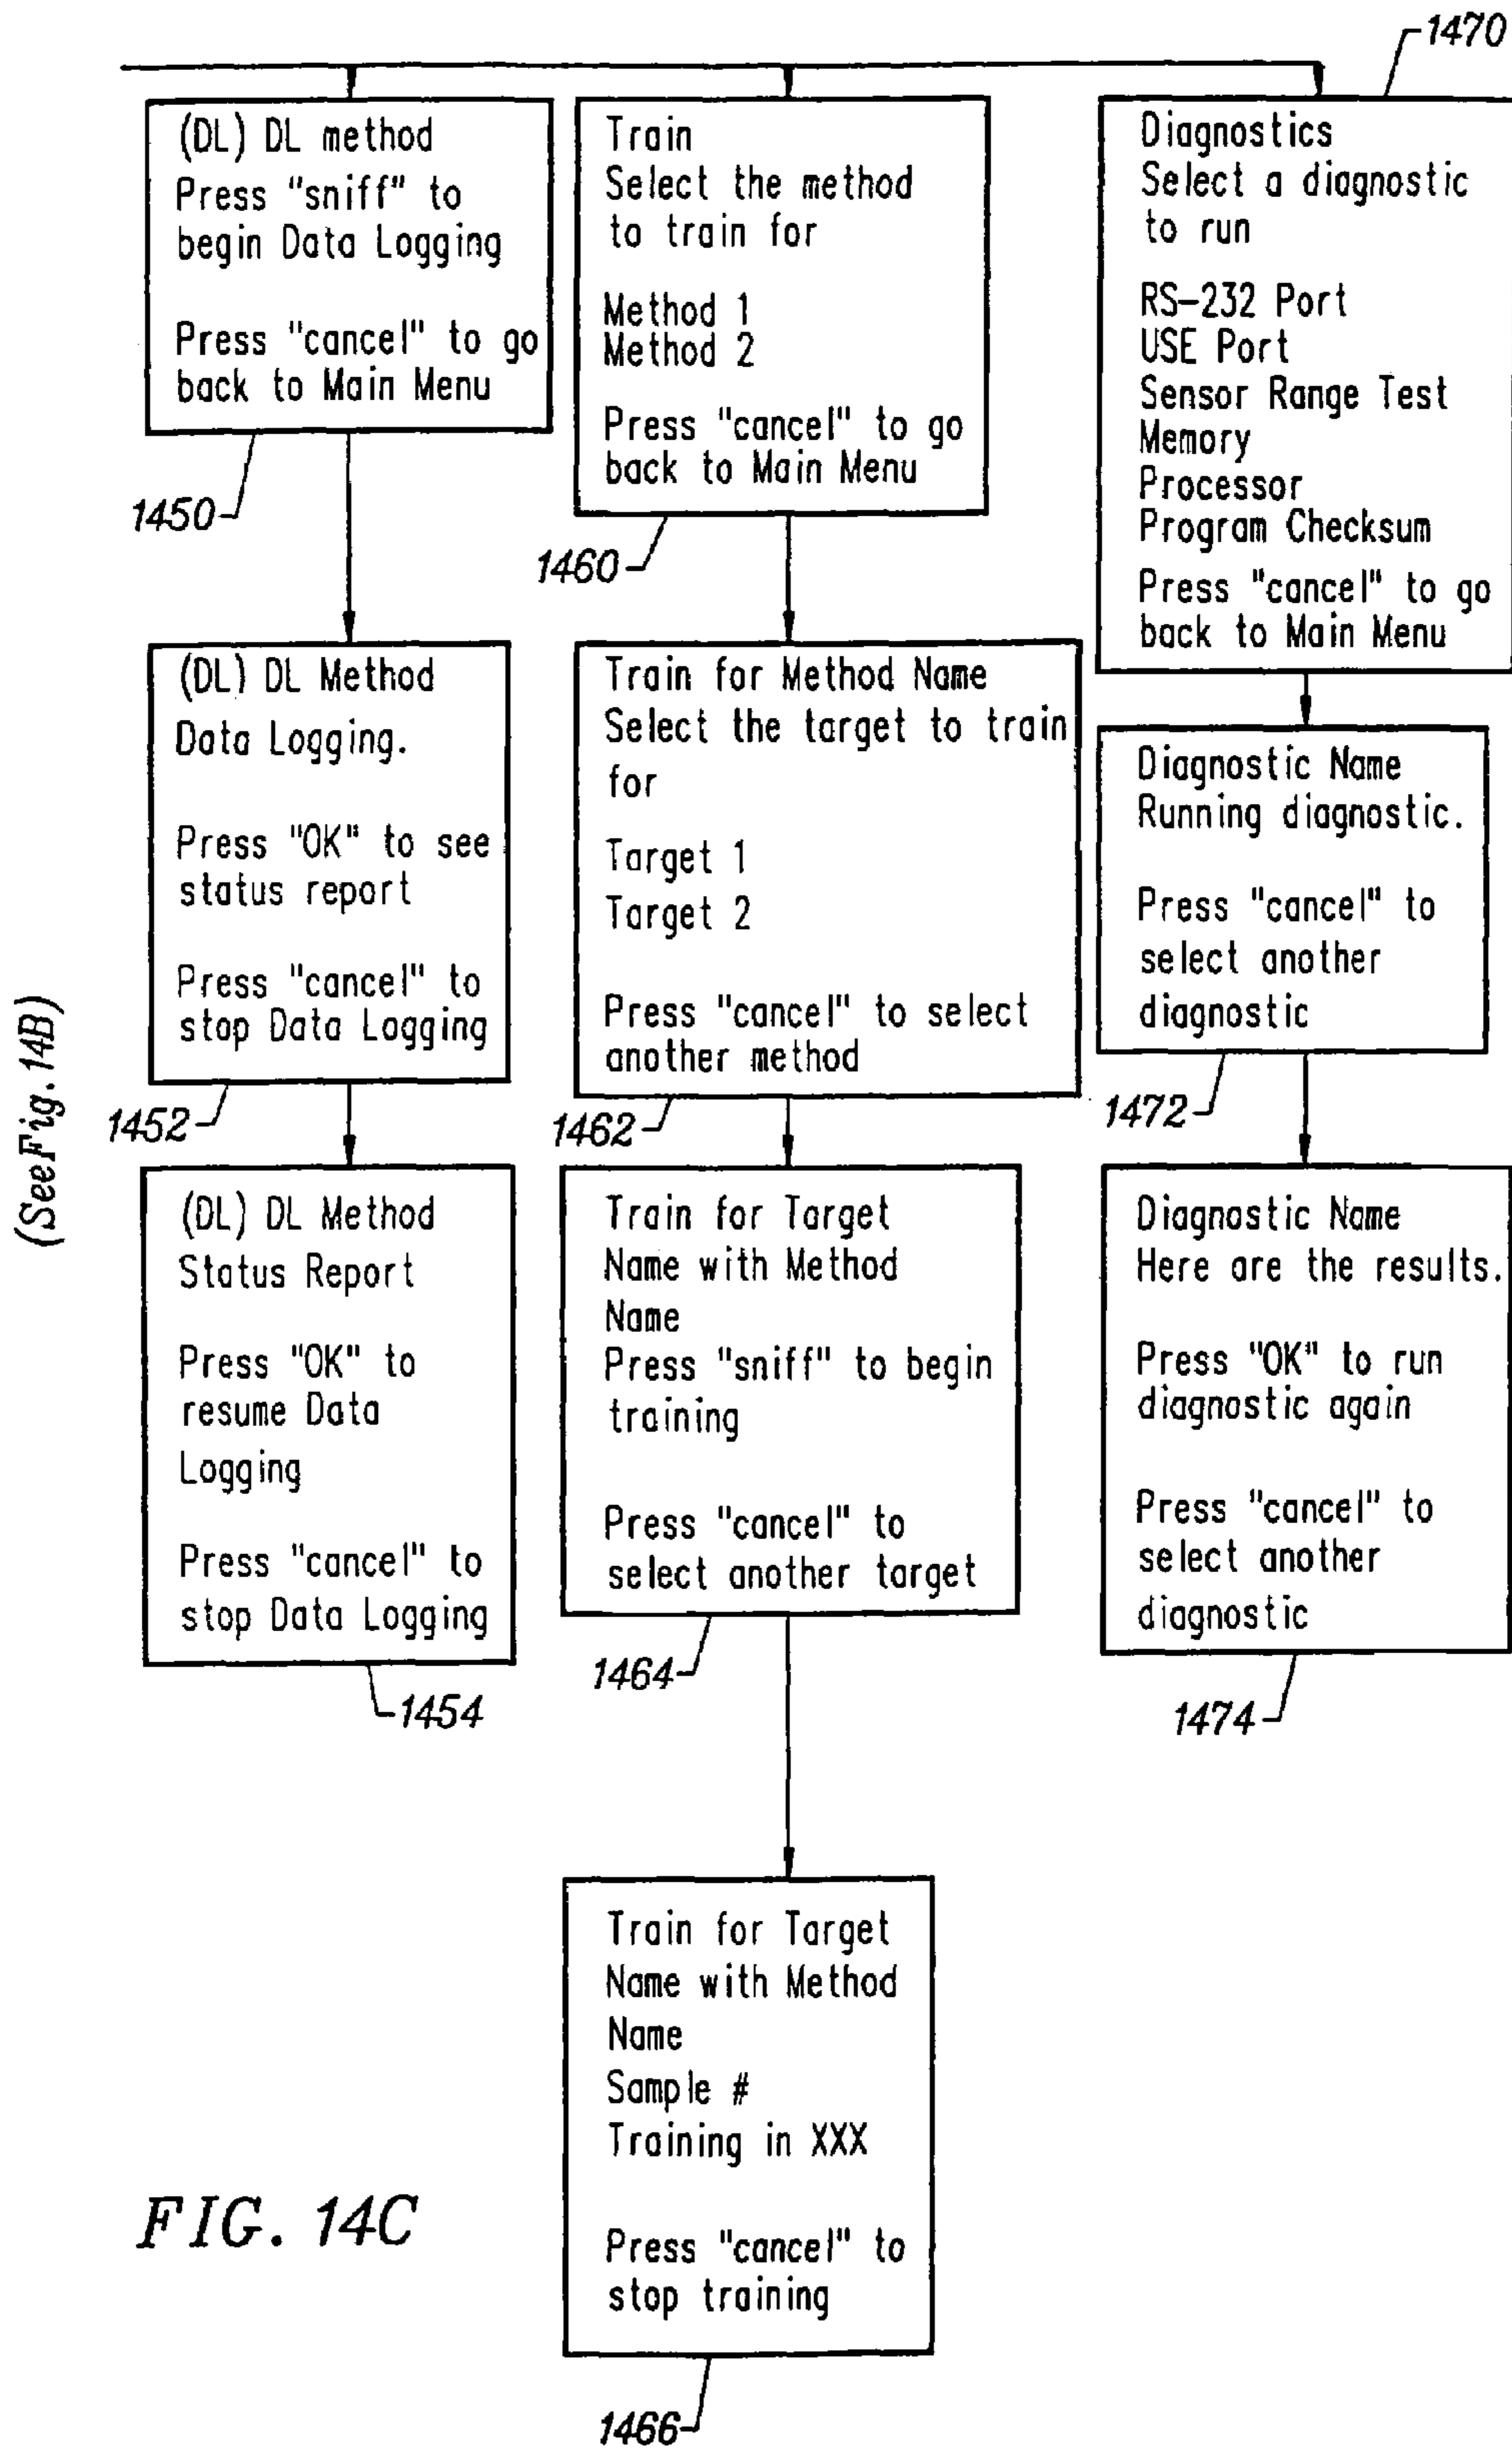 1470
(DL) DL method
Press "sniff" to
begin Data Logging
Press "cancel" to go
back to Main Menu
1450
Train
Select the method
to train for
Method 1
Method 2
Press "cancel" to go
back to Main Menu
1460
Diagnostics
Select a diagnostic
to run
RS-232 Port
USE Port
Sensor Range Test
Memory
Processor
Program Checksum
Press "cancel" to go
back to Main Menu
(DL) DL Method
Data Logging.
Press "OK" to see
status report
Press "cancel" to
stop Data Logging
1452
Train for Method Name
Select the target to train
for
Target 1
Target 2
Press "cancel" to select
another method
1462
Diagnostic Name
Running diagnostic.
Press "cancel" to
select another
diagnostic
1472
(See Fig. 14B)
(DL) DL Method
Status Report
Press "OK" to
resume Data
Logging
Press "cancel" to
stop Data Logging
1454
Train for Target
Name with Method
Name
Press "sniff" to begin
training
Press "cancel" to
select another target
1464
Diagnostic Name
Here are the results.
Press "OK" to run
diagnostic again
Press "cancel" to
select another
diagnostic
1474
Train for Target
Name with Method
Name
Sample #
Training in XXX
Press "cancel" to
stop training
1466
FIG. 14C